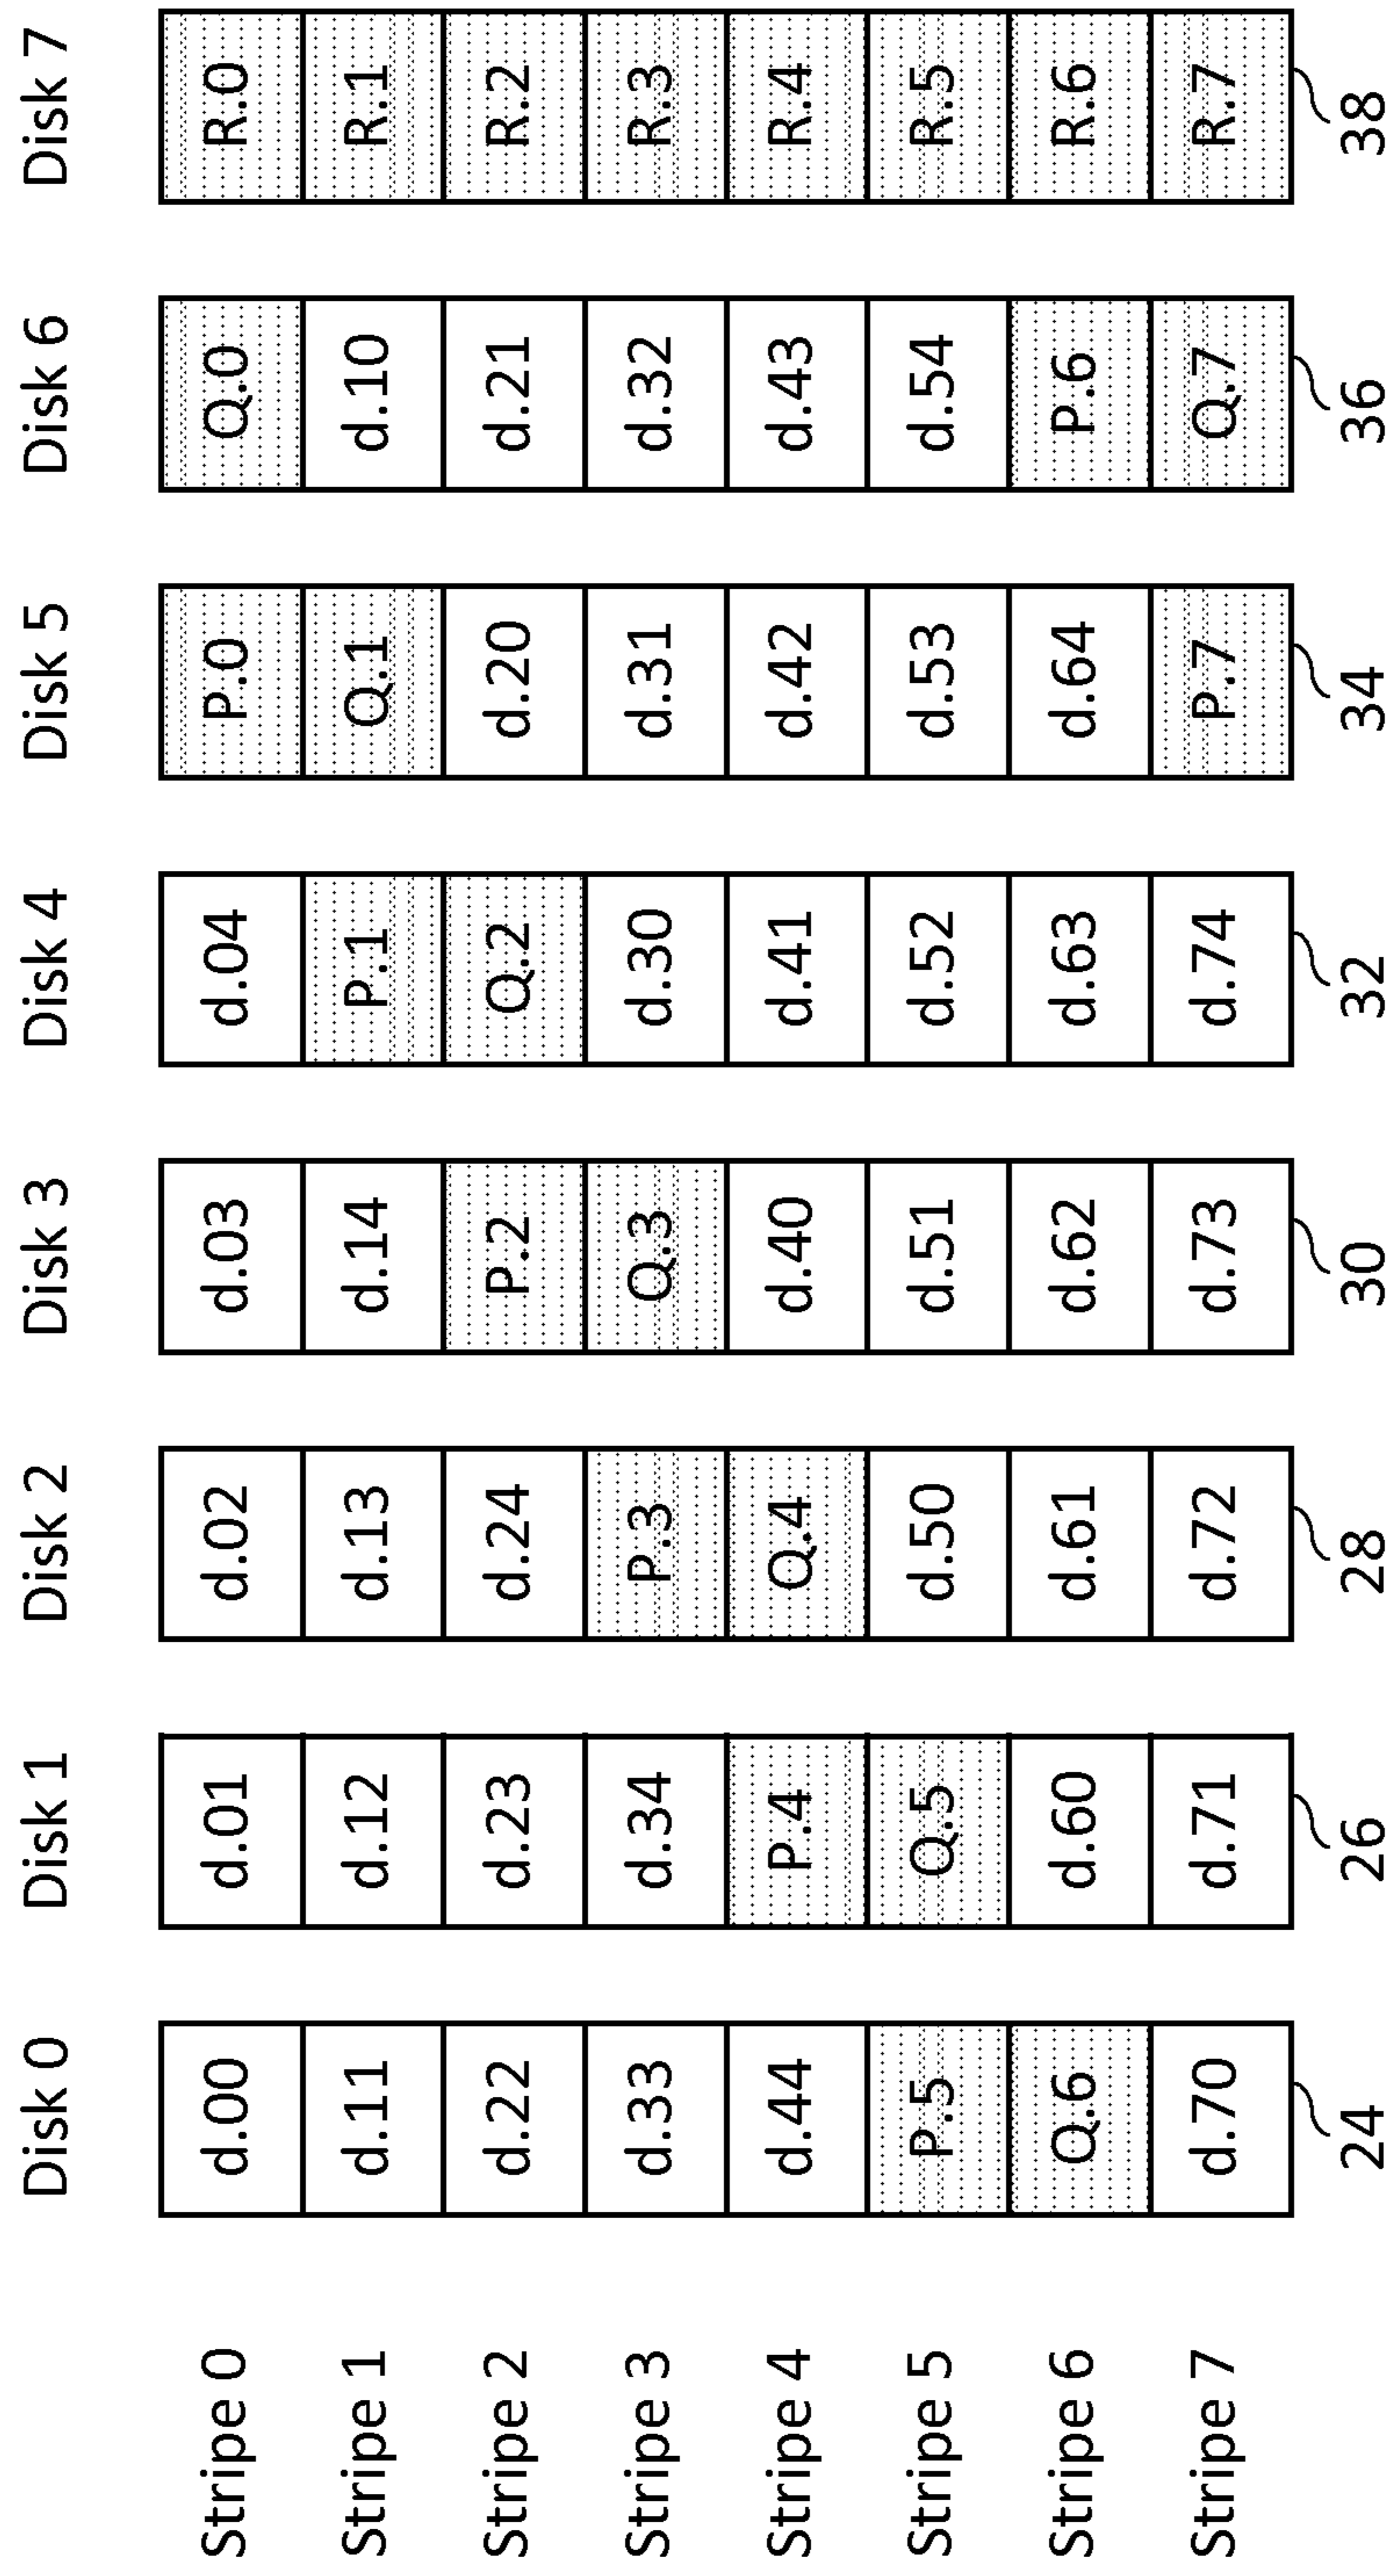 Disk 0 Disk 1 Disk 2 Disk 3 Disk 4 Disk 5 Disk 6 Disk 7
Stripe 0 d.00 d.01 d.02 d.03 d.04 P.0 Q.0 R.0
Stripe 1 d.11 d.12 d.13 d.14 P.1 Q.1 d.10 R.1
Stripe 2 d.22 d.23 d.24 P.2 Q.2 d.20 d.21 R.2
Stripe 3 d.33 d.34 P.3 Q.3 d.30 d.31 d.32 R.3
Stripe 4 d.44 P.4 Q.4 d.40 d.41 d.42 d.43 R.4
Stripe 5 P.5 Q.5 d.50 d.51 d.52 d.53 d.54 R.5
Stripe 6 Q.6 d.60 d.61 d.62 d.63 d.64 P.6 R.6
Stripe 7 d.70 d.71 d.72 d.73 d.74 P.7 Q.7 R.7
24 26 28 30 32 34 36 38